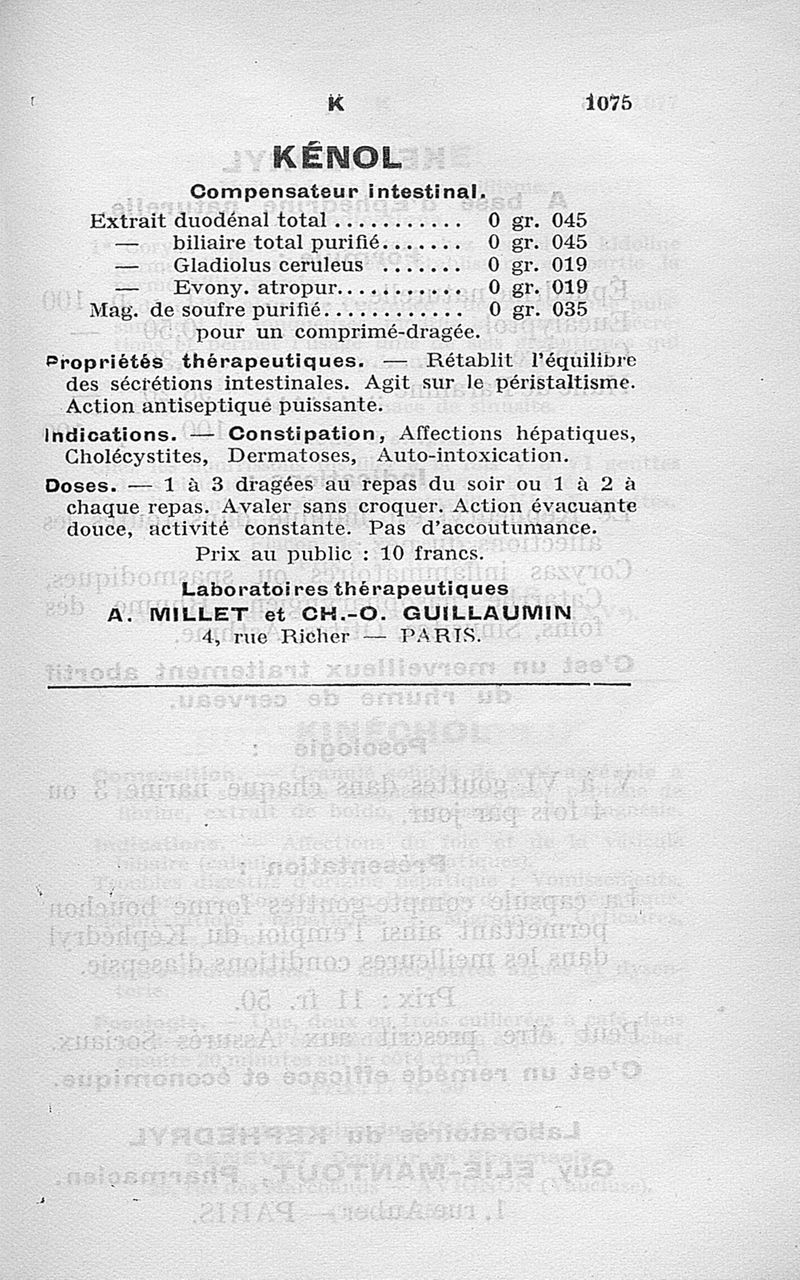 K 1075
KÉNOL
Compensateur intestinal.
Extrait duodénal total ........... 0 gr. 045
— biliaire total purifié....... 0 gr. 045
— Gladiolus ceruleus ....... 0 gr. 019
— Evony. atropur........... 0 gr. 019
Mag. de soufre purifié............ 0 gr. 035
pour un comprimé-dragée.
Propriétés thérapeutiques. — Rétablit l'équilibre
des sécrétions intestinales. Agit sur le péristaltisme.
Action antiseptique puissante.
Indications. — Constipation, Affections hépatiques,
Cholécystites, Dermatoses, Auto-intoxication.
Doses. — 1 à 3 dragées au repas du soir ou 1 à 2 à
chaque repas. Avaler sans croquer. Action évacuante
douce, activité constante. Pas d'accoutumance.
Prix au public : 10 francs.
Laboratoires thérapeutiques
A. MILLET et CH.-O. GUILLAUMIN
4, rue Richer — PARIS.